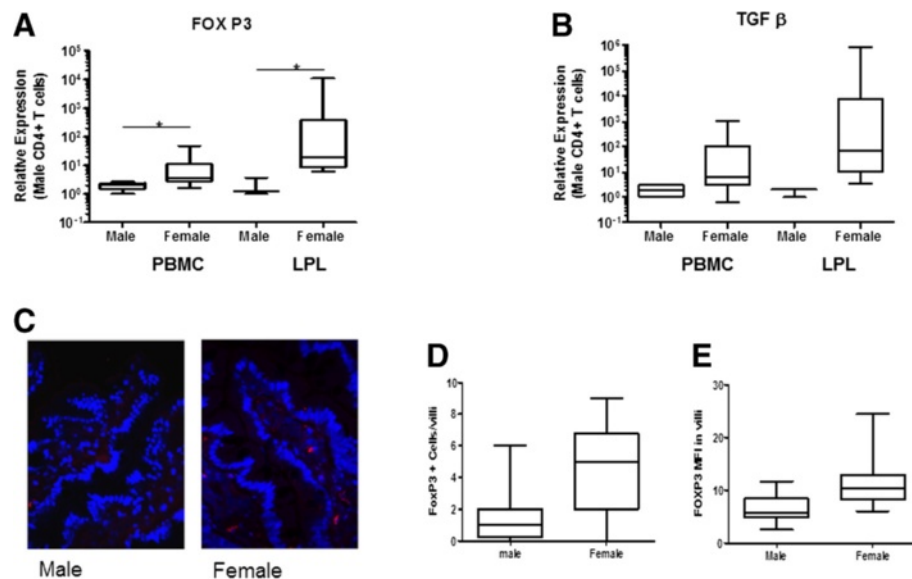 A
FOX P3
Relative Expression
(Male CD4+ T cells)
10^5
10^4
10^3
10^2
10^1
10^0
10^-1
*
*
Male Female Male Female
PBMC LPL
B
TGF β
Relative Expression
(Male CD4+ T cells)
10^6
10^5
10^4
10^3
10^2
10^1
10^0
10^-1
Male Female Male Female
PBMC LPL
C
Male Female
D
FoxP3 + Cells/villi
10
8
6
4
2
0
male Female
E
FOXP3 MFI in villi
30
20
10
0
Male Female